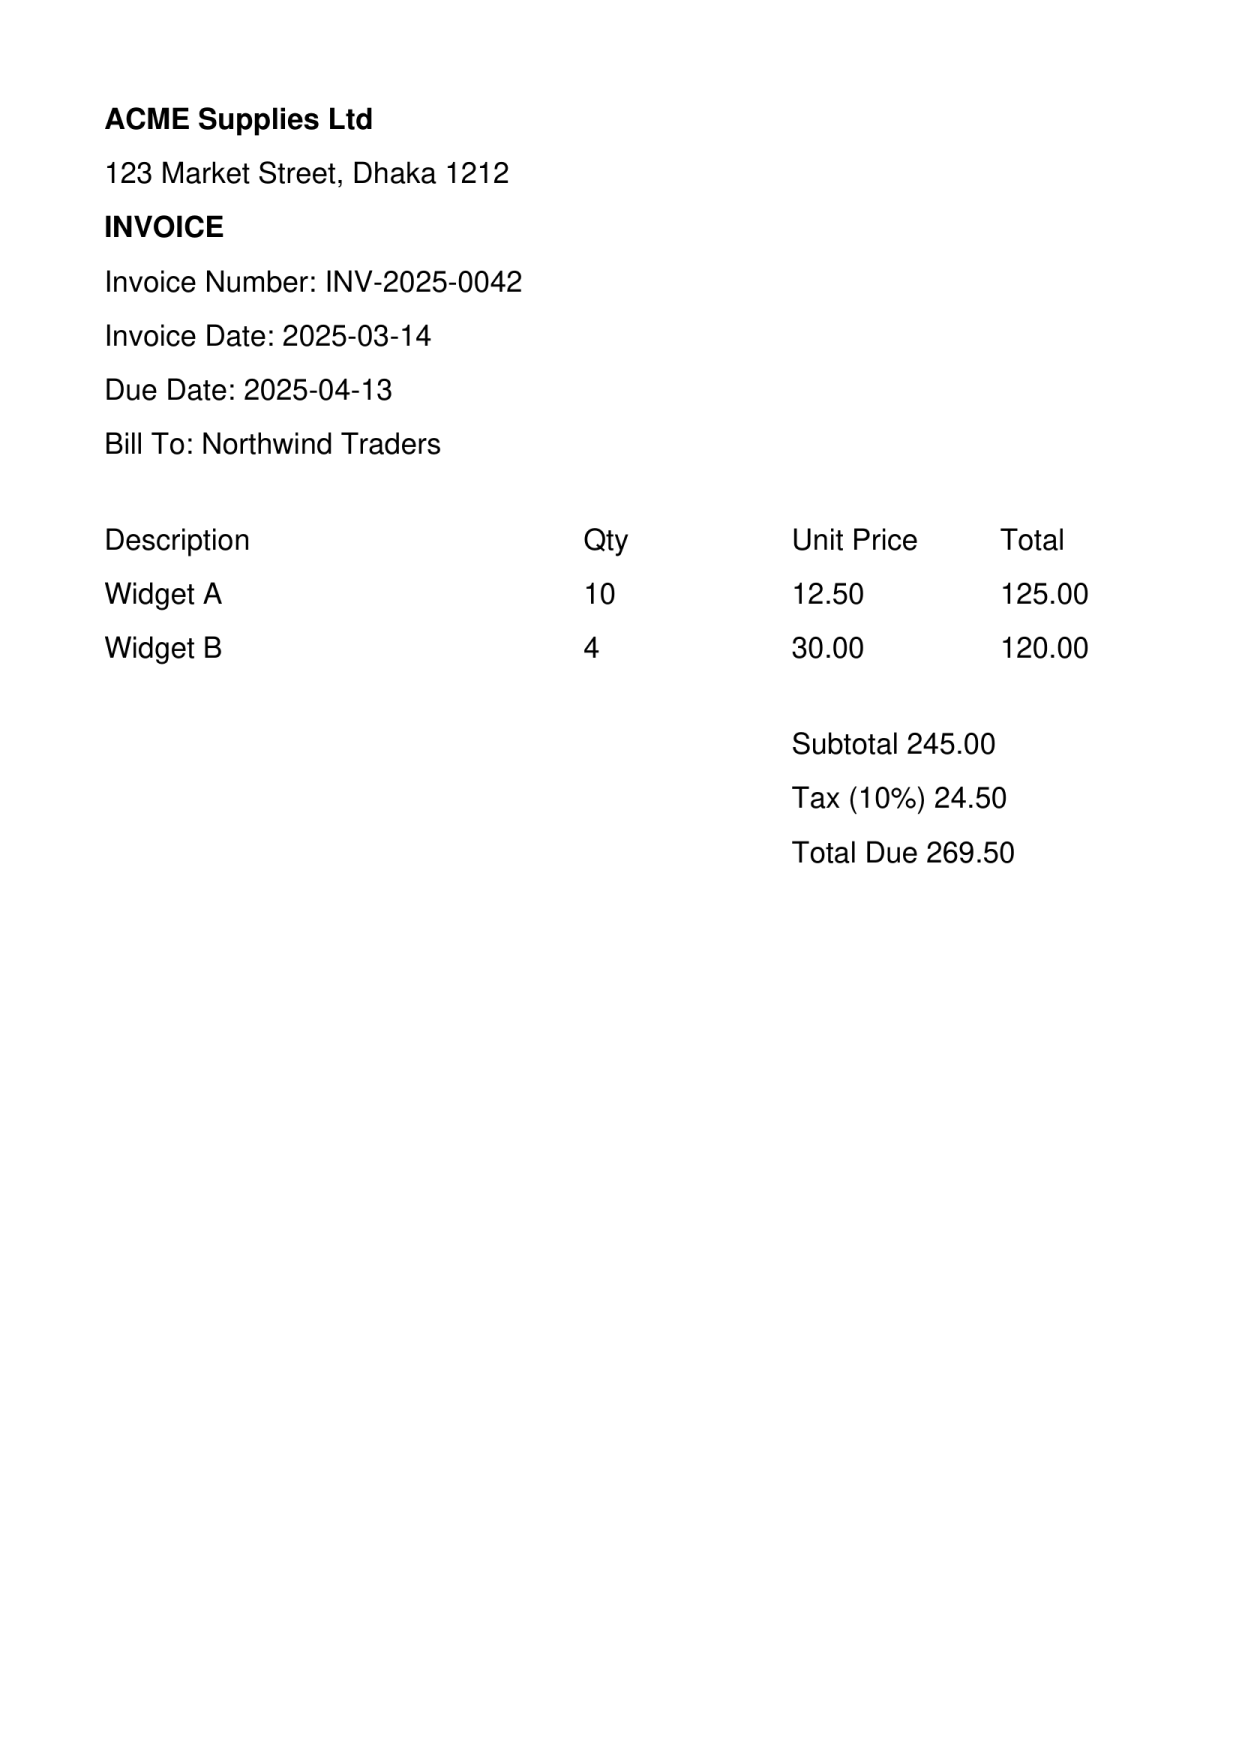 ACME Supplies Ltd
123 Market Street, Dhaka 1212
INVOICE
Invoice Number: INV-2025-0042
Invoice Date: 2025-03-14
Due Date: 2025-04-13
Bill To: Northwind Traders
Description Qty Unit Price Total
Widget A 10 12.50 125.00
Widget B 4 30.00 120.00
Subtotal 245.00
Tax (10%) 24.50
Total Due 269.50